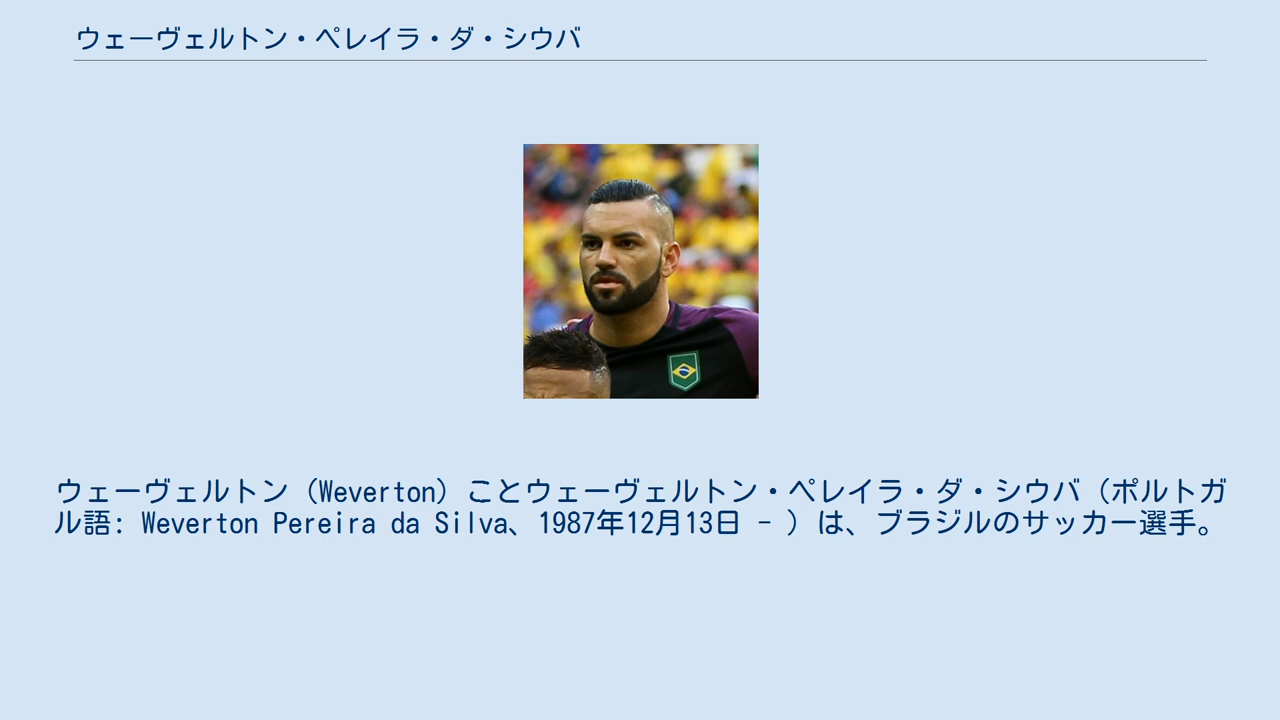 ウェーヴェルトン・ペレイラ・ダ・シウバ
ウェーヴェルトン（Weverton）ことウェーヴェルトン・ペレイラ・ダ・シウバ（ポルトガ
ル語: Weverton Pereira da Silva、1987年12月13日 - ）は、ブラジルのサッカー選手。